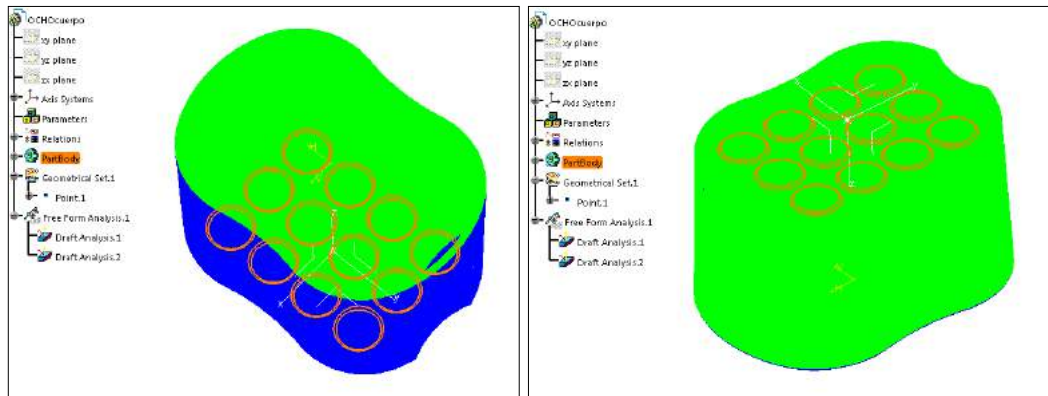 OCHOcuerpo
xy plane
yz plane
zx plane
Axis Systems
Parameters
Relations
PartBody
Geometrical Set.1
Point.1
Free Form Analysis.1
Draft Analysis.1
Draft Analysis.2
OCHOcuerpo
xy plane
yz plane
zx plane
Axis Systems
Parameters
Relations
PartBody
Geometrical Set.1
Point.1
Free Form Analysis.1
Draft Analysis.1
Draft Analysis.2